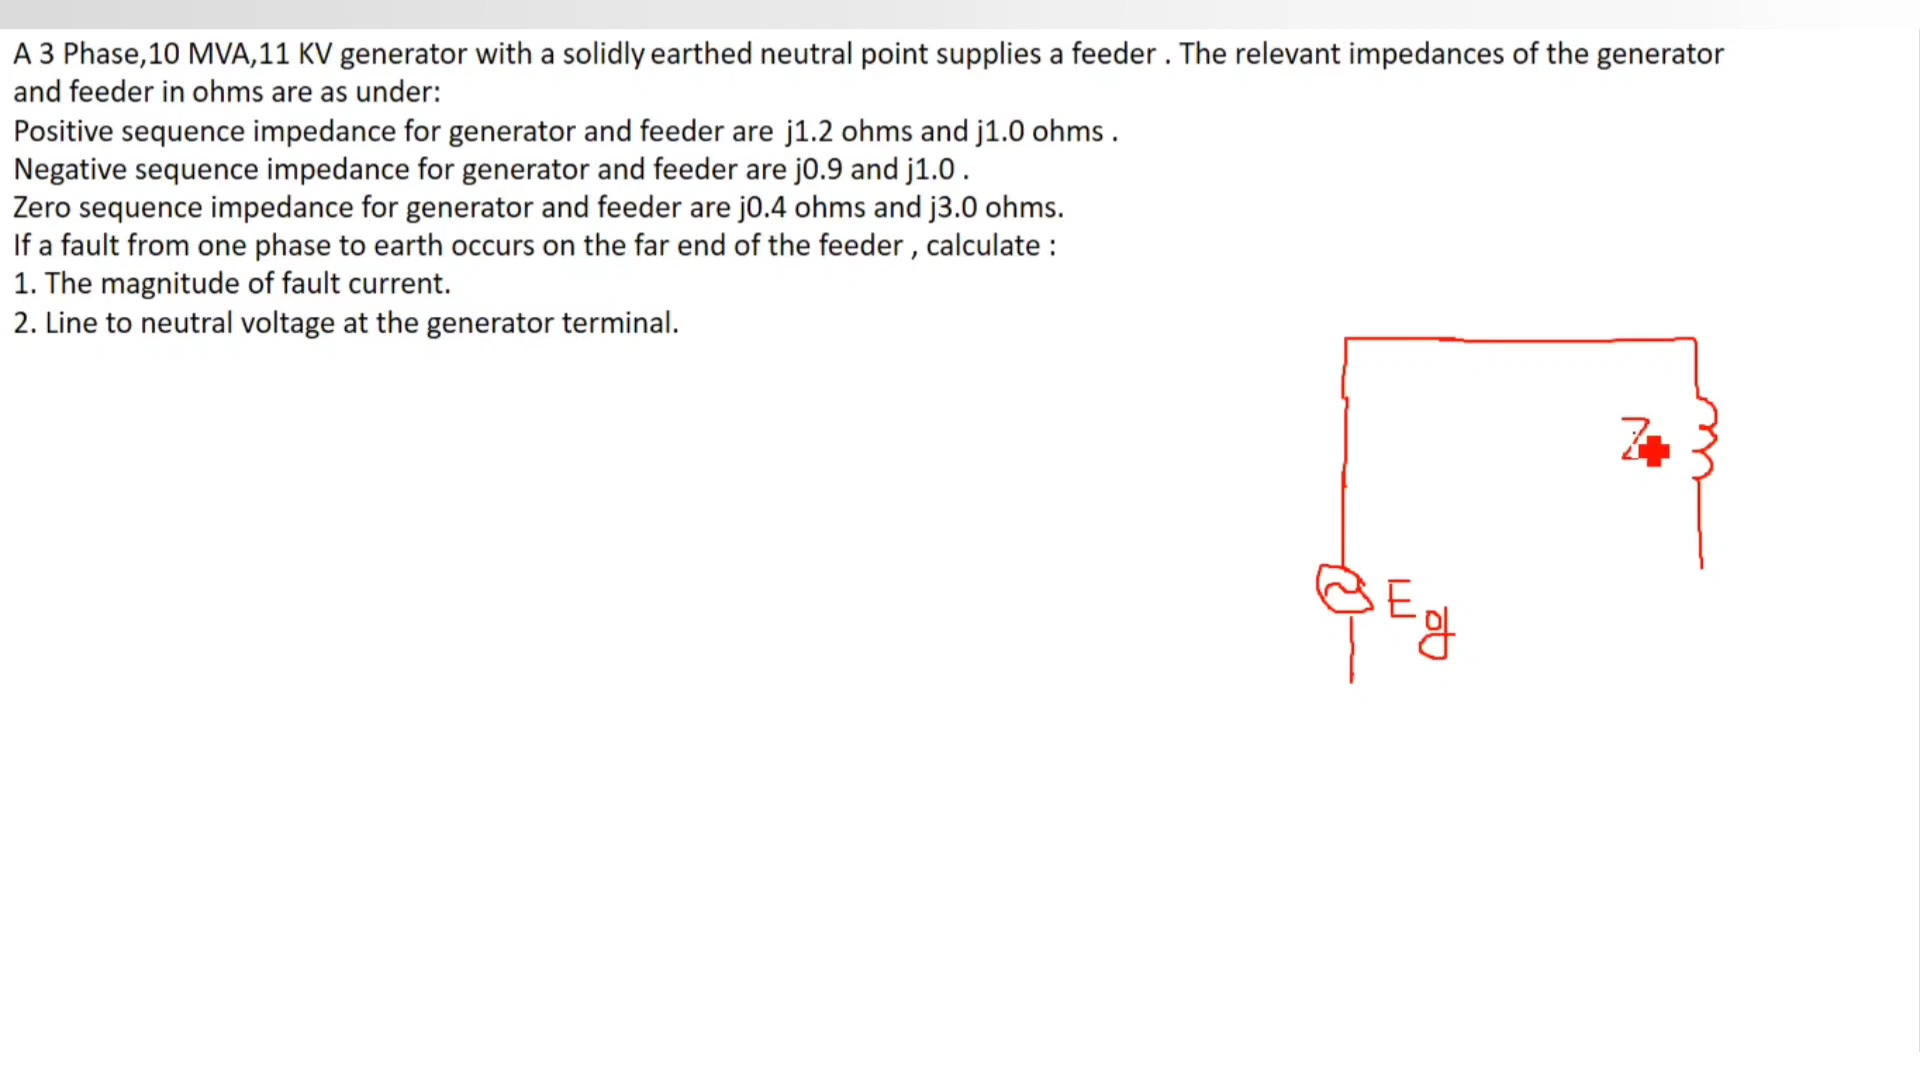 A 3 Phase,10 MVA,11 KV generator with a solidly earthed neutral point supplies a feeder . The relevant impedances of the generator
and feeder in ohms are as under:
Positive sequence impedance for generator and feeder are j1.2 ohms and j1.0 ohms .
Negative sequence impedance for generator and feeder are j0.9 and j1.0 .
Zero sequence impedance for generator and feeder are j0.4 ohms and j3.0 ohms.
If a fault from one phase to earth occurs on the far end of the feeder , calculate :
1. The magnitude of fault current.
2. Line to neutral voltage at the generator terminal.
Z
Eg